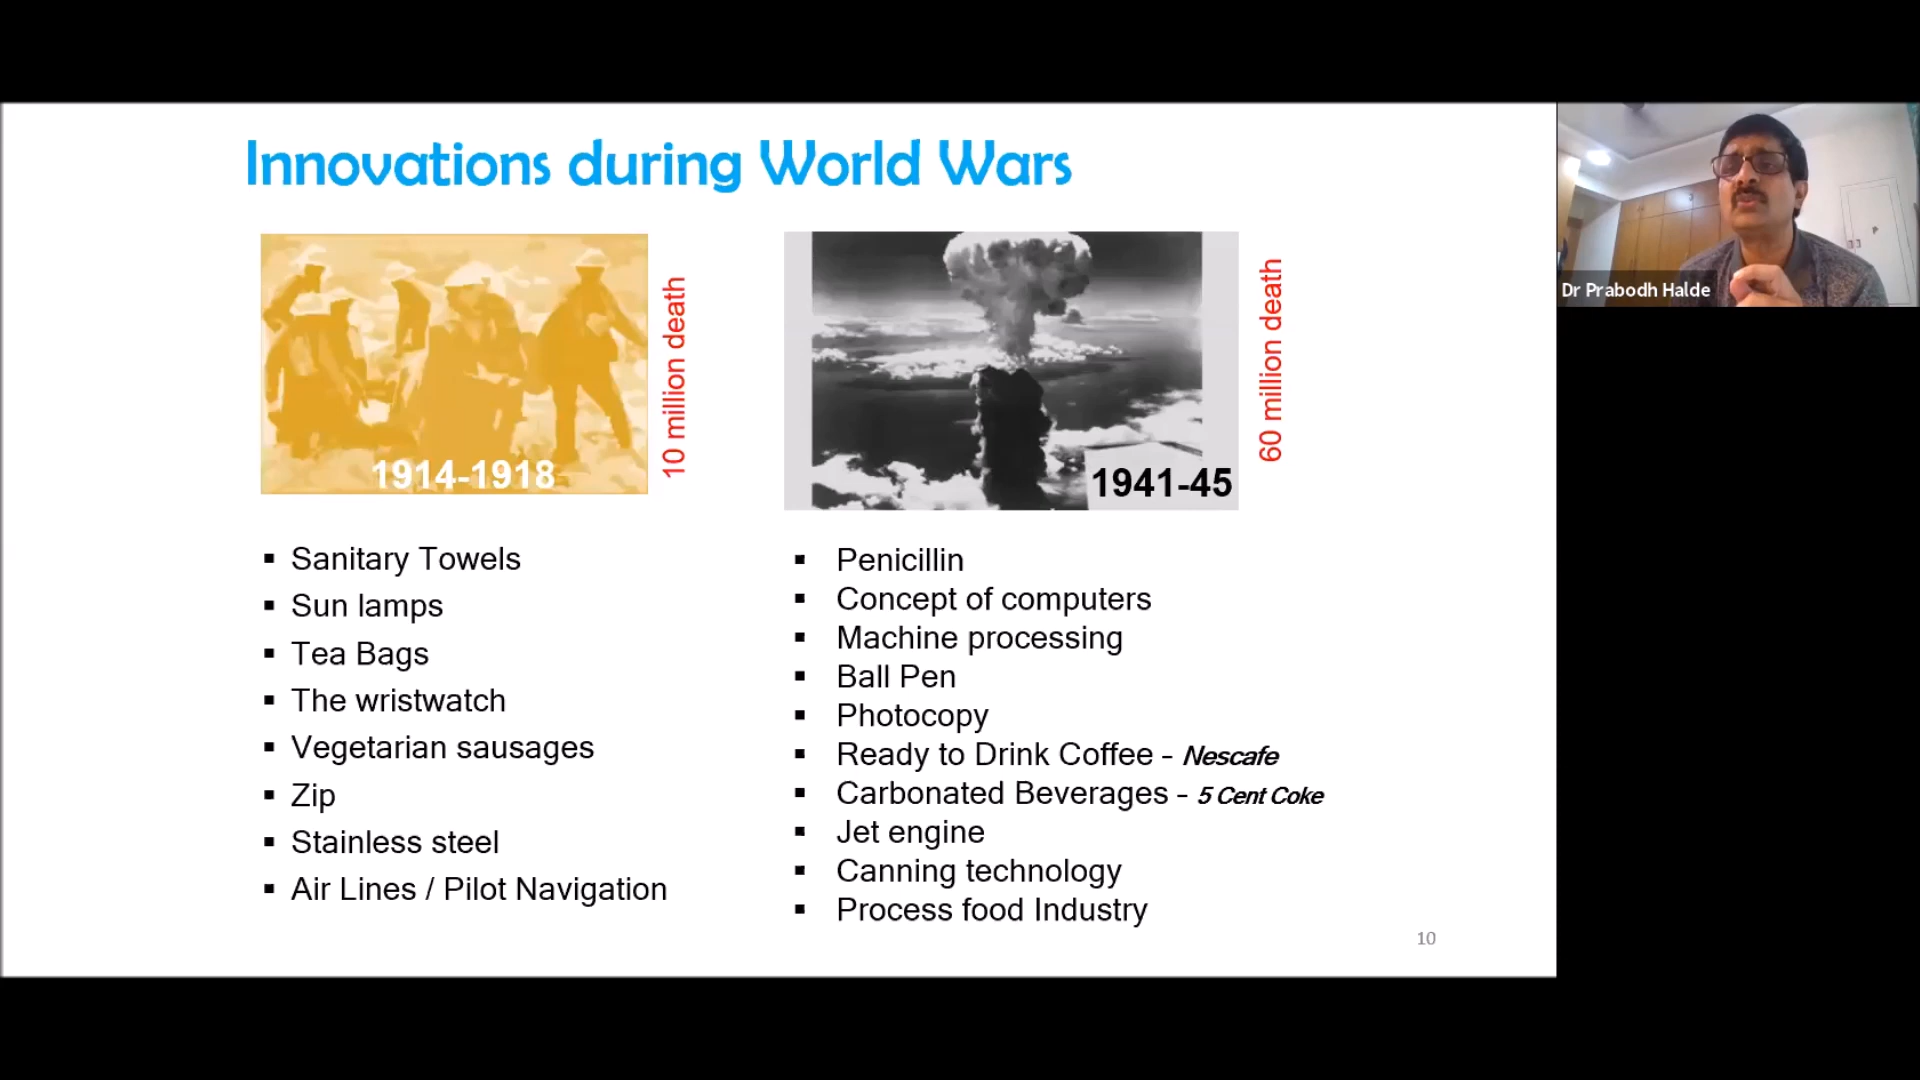 Innovations during World Wars
10 million death
1914-1918
60 million death
1941-45
▪ Sanitary Towels
▪ Sun lamps
▪ Tea Bags
▪ The wristwatch
▪ Vegetarian sausages
▪ Zip
▪ Stainless steel
▪ Air Lines / Pilot Navigation
▪ Penicillin
▪ Concept of computers
▪ Machine processing
▪ Ball Pen
▪ Photocopy
▪ Ready to Drink Coffee – Nescafe
▪ Carbonated Beverages – 5 Cent Coke
▪ Jet engine
▪ Canning technology
▪ Process food Industry
10
Dr Prabodh Halde